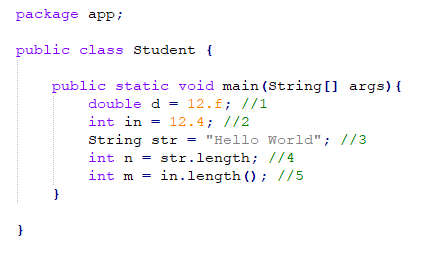 package app;
public class Student {
public static void main(String[] args){
double d = 12.f; //1
int in = 12.4; //2
String str = "Hello World"; //3
int n = str.length; //4
int m = in.length(); //5
}
}